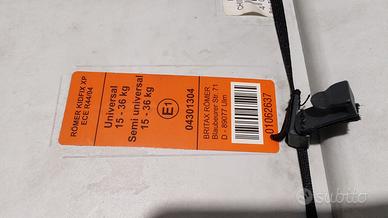 RÖMER KIDFIX XP
ECE R44/04
Universal
15 - 36 kg
Semi universal
15 - 36 kg
E1
04301304
BRITAX RÖMER
Blaubeurer Str. 71
D - 89077 Ulm
01062637
subito